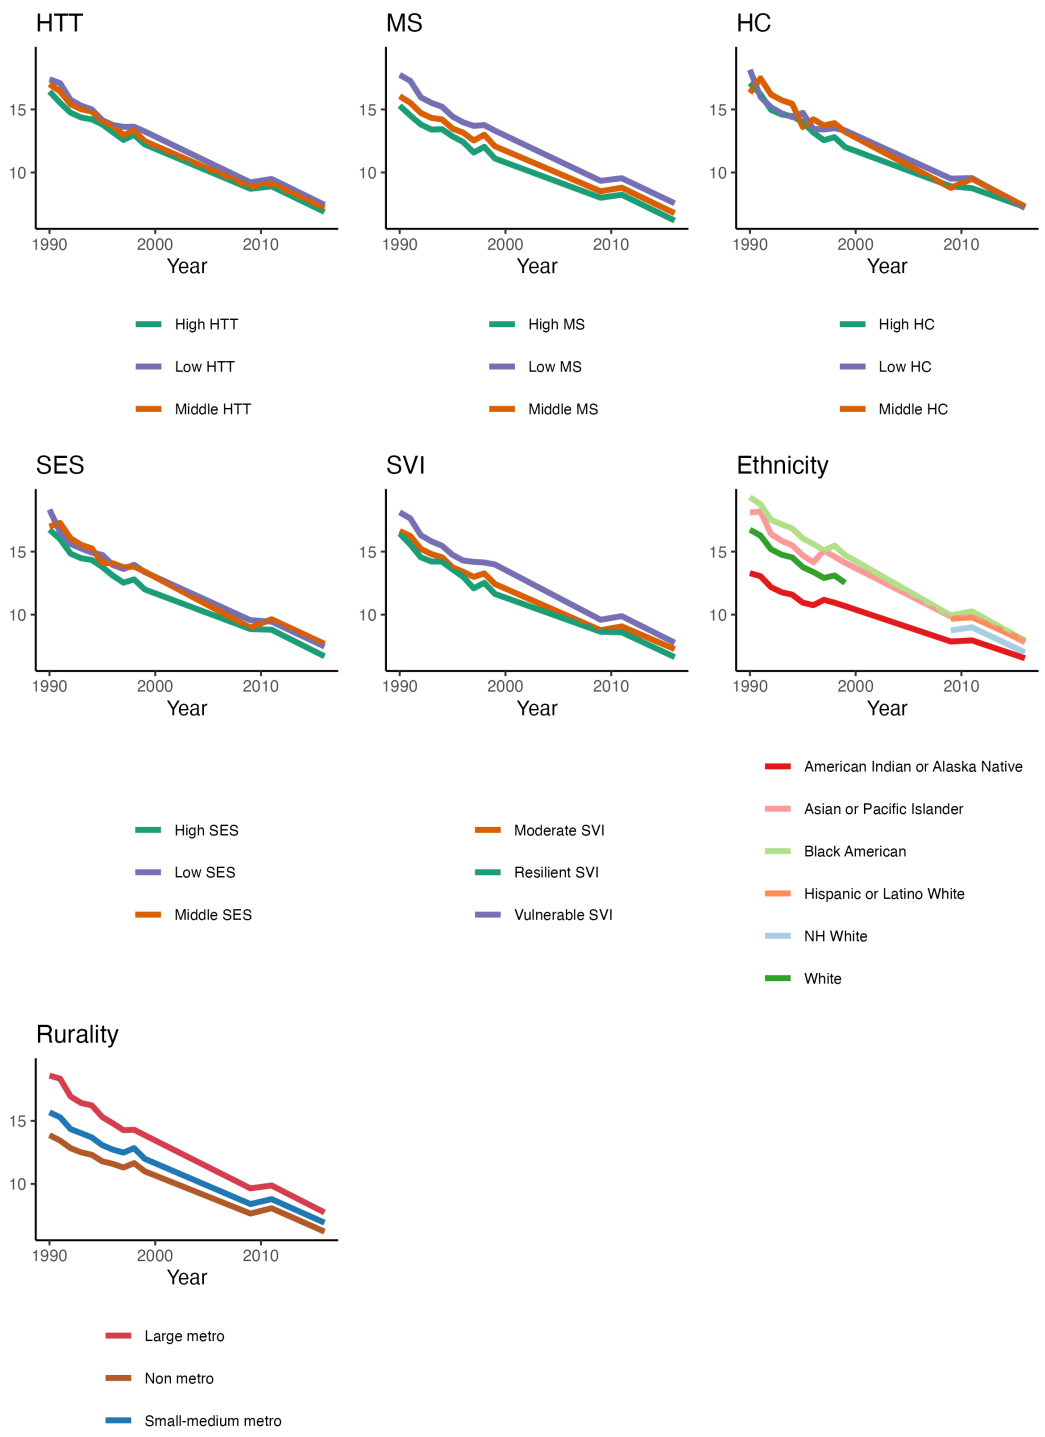 HTT
15
10
1990 2000 2010
Year
High HTT
Low HTT
Middle HTT
MS
15
10
1990 2000 2010
Year
High MS
Low MS
Middle MS
HC
15
10
1990 2000 2010
Year
High HC
Low HC
Middle HC
SES
15
10
1990 2000 2010
Year
High SES
Low SES
Middle SES
SVI
15
10
1990 2000 2010
Year
Moderate SVI
Resilient SVI
Vulnerable SVI
Ethnicity
15
10
1990 2000 2010
Year
American Indian or Alaska Native
Asian or Pacific Islander
Black American
Hispanic or Latino White
NH White
White
Rurality
15
10
1990 2000 2010
Year
Large metro
Non metro
Small-medium metro